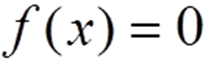 f(x) = 0